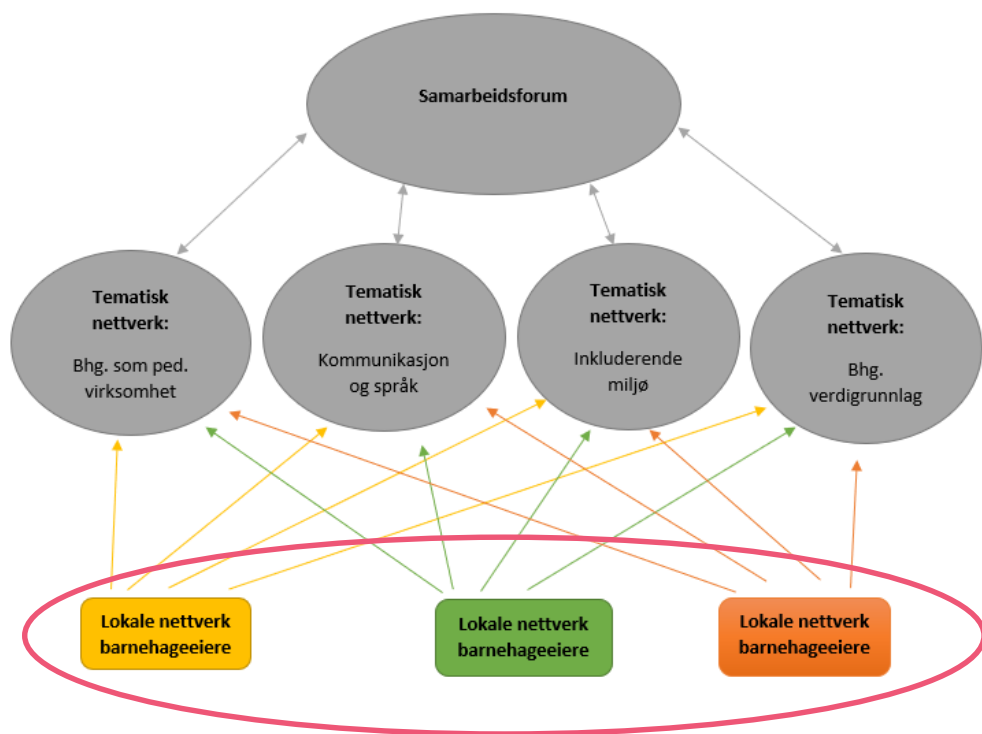 Samarbeidsforum
Tematisk
nettverk:
Bhg. som ped.
virksomhet
Tematisk
nettverk:
Kommunikasjon
og språk
Tematisk
nettverk:
Inkluderende
miljø
Tematisk
nettverk:
Bhg.
verdigrunnlag
Lokale nettverk
barnehageeiere
Lokale nettverk
barnehageeiere
Lokale nettverk
barnehageeiere